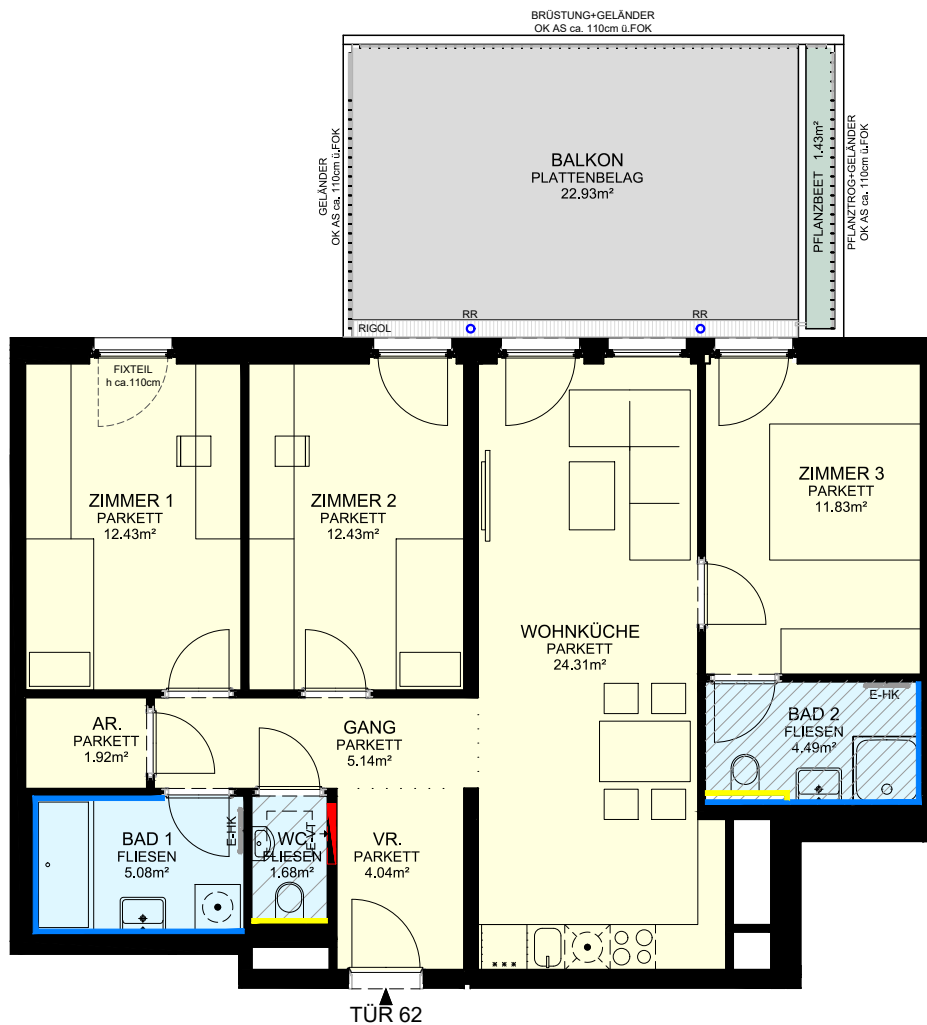 BRÜSTUNG+GELÄNDER
OK AS ca. 110cm ü.FOK
GELÄNDER
OK AS ca. 110cm ü.FOK
BALKON
PLATTENBELAG
22.93m²
PFLANZBEET 1.43m²
PFLANZTROG+GELÄNDER
OK AS ca. 110cm ü.FOK
RIGOL
RR
RR
FIXTEIL
h ca.110cm
ZIMMER 1
PARKETT
12.43m²
ZIMMER 2
PARKETT
12.43m²
ZIMMER 3
PARKETT
11.83m²
WOHNKÜCHE
PARKETT
24.31m²
AR.
PARKETT
1.92m²
GANG
PARKETT
5.14m²
E-HK
BAD 2
FLIESEN
4.49m²
BAD 1
FLIESEN
5.08m²
E-HK
WC
FLIESEN
1.68m²
E-VT
VR.
PARKETT
4.04m²
TÜR 62